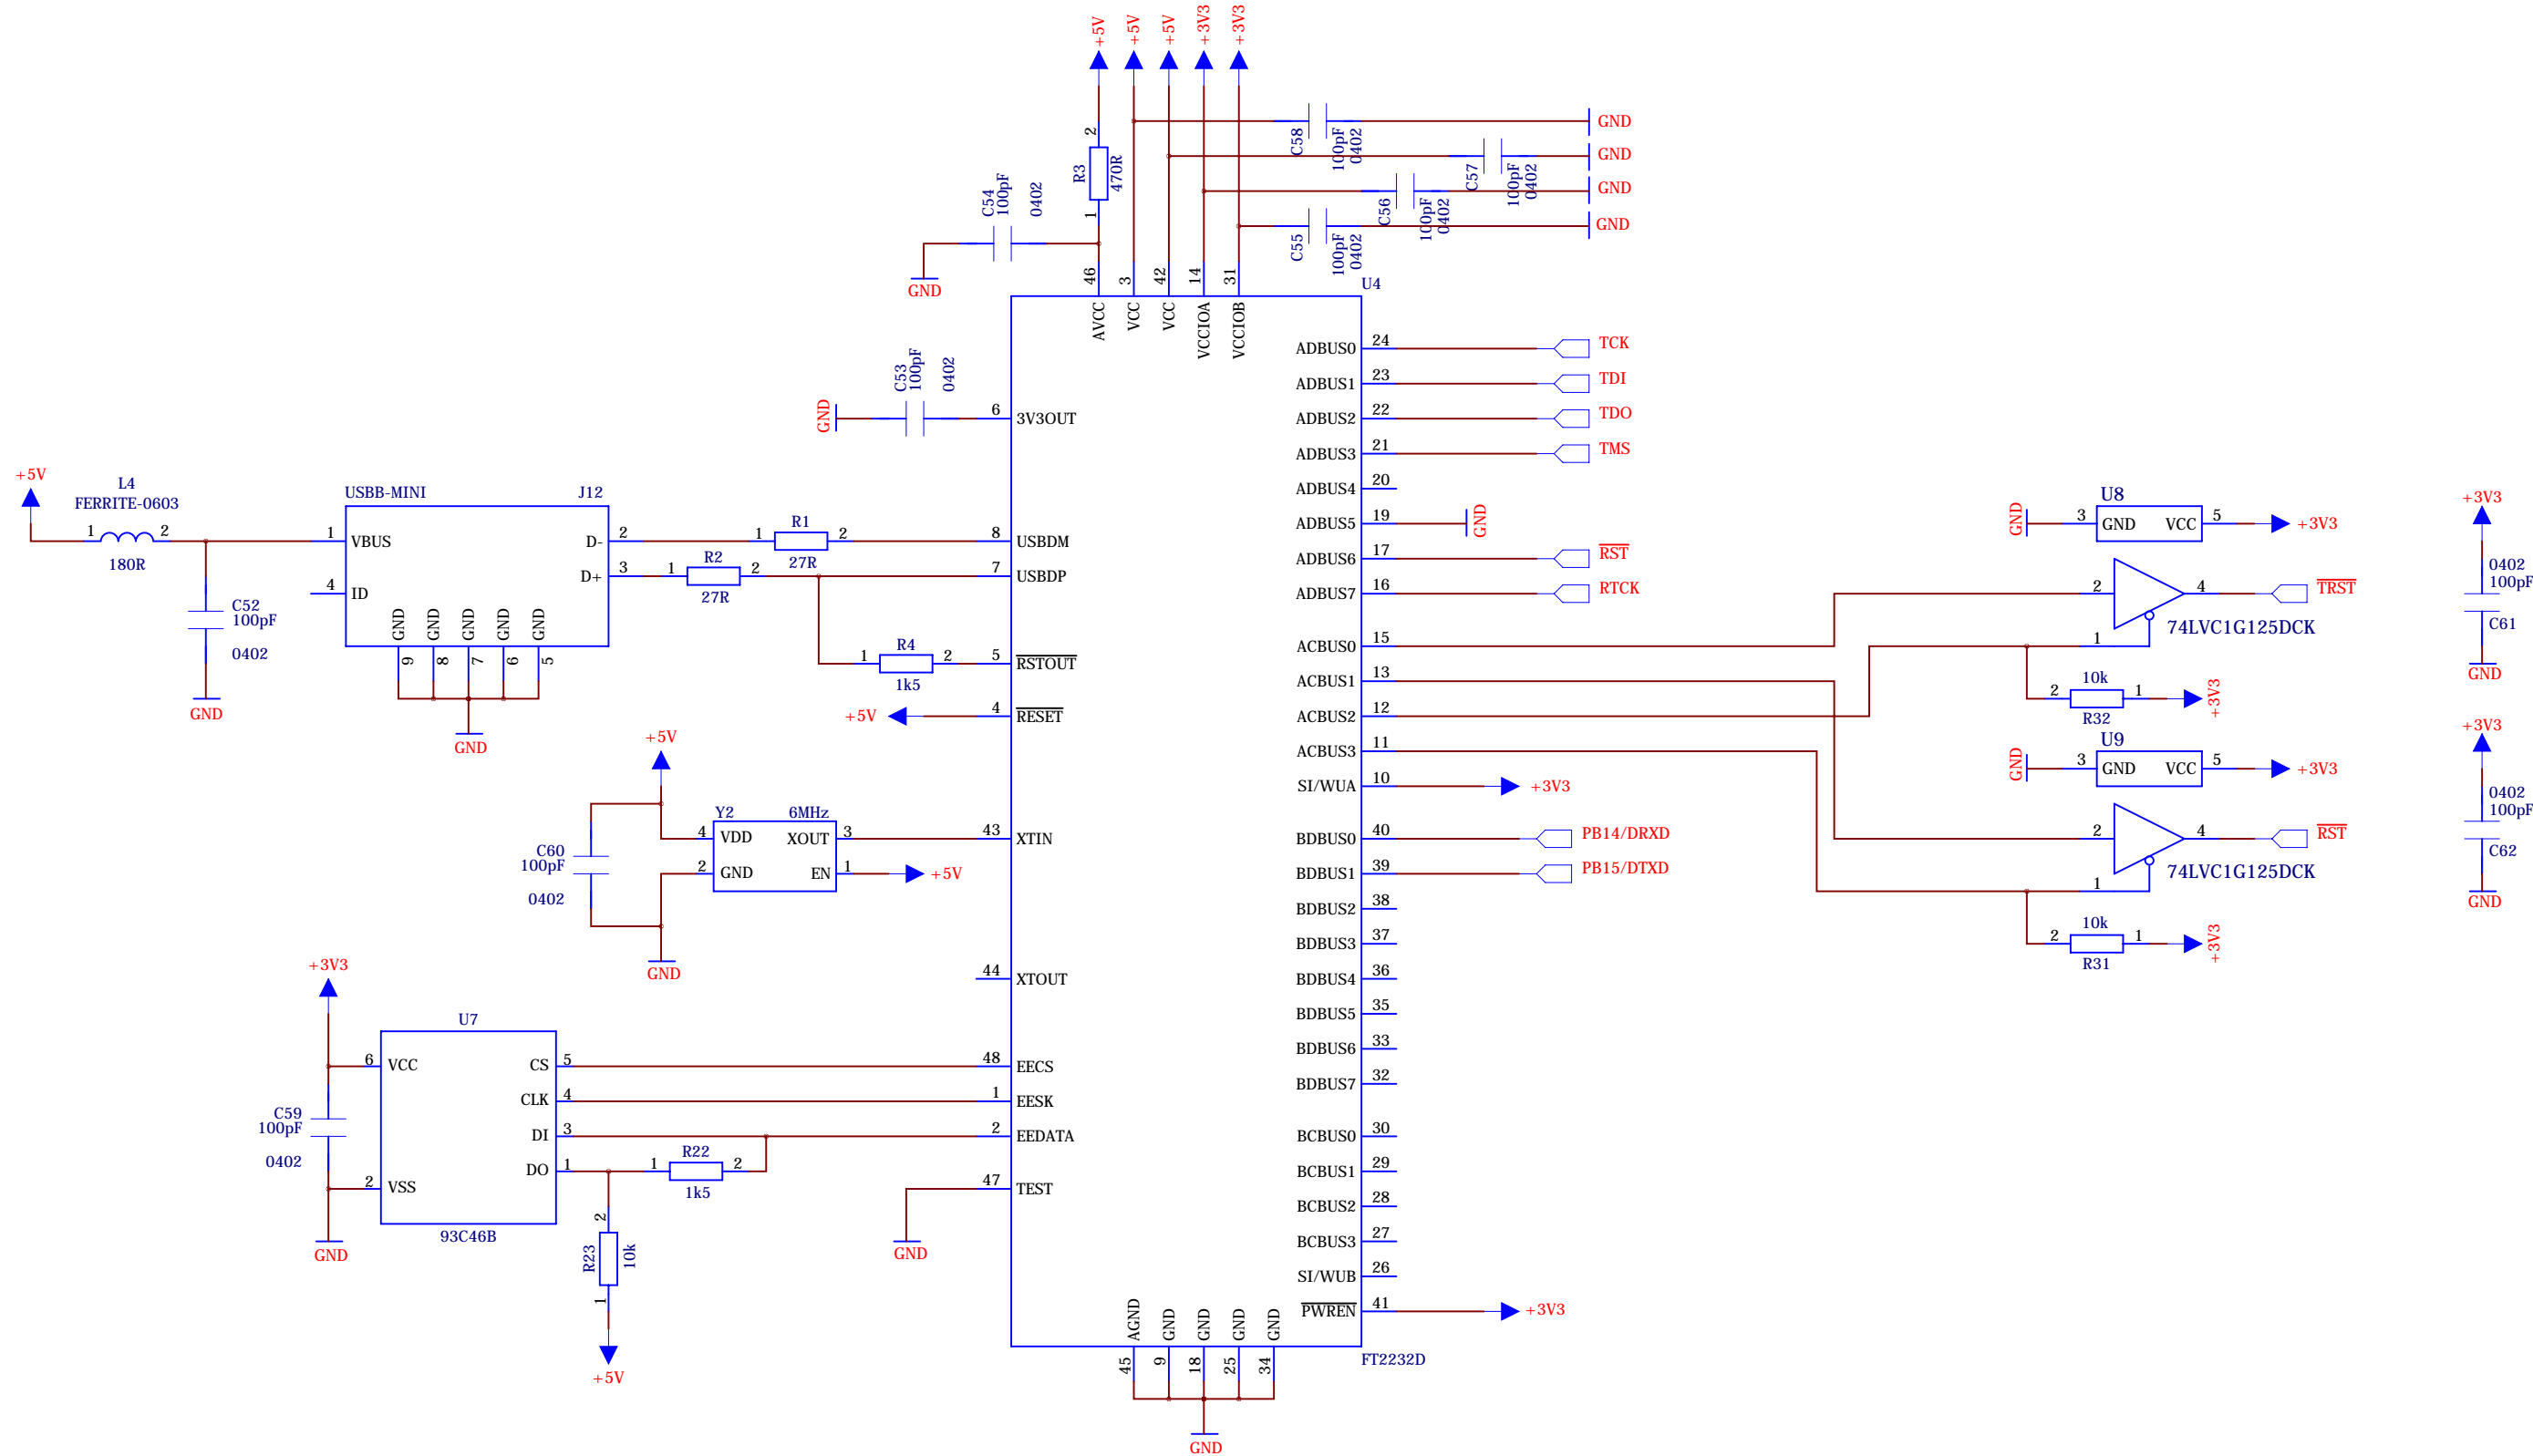 +5V
+5V
+5V
+3V3
+3V3
2
R3
470R
1
C58
100pF
0402
GND
C57
100pF
0402
GND
C56
100pF
0402
GND
C55
100pF
0402
GND
C54
100pF
0402
GND
46
3
42
14
31
U4
AVCC
VCC
VCC
VCCIOA
VCCIOB
C53
100pF
0402
GND
6
3V3OUT
+5V
L4
FERRITE-0603
1
2
180R
C52
100pF
0402
GND
USBB-MINI
J12
1
VBUS
4
ID
D-
2
D+
3
GND
GND
GND
GND
GND
9
8
7
6
5
GND
1
R1
2
27R
1
R2
2
27R
8
USBDM
7
USBDP
1
R4
2
1k5
5
RSTOUT
+5V
4
RESET
+5V
Y2
6MHz
4
VDD
XOUT
3
2
GND
EN
1
+5V
C60
100pF
0402
GND
43
XTIN
44
XTOUT
+3V3
U7
6
VCC
CS
5
CLK
4
DI
3
DO
1
2
VSS
93C46B
C59
100pF
0402
GND
48
EECS
1
EESK
2
EEDATA
1
R22
2
1k5
2
R23
10k
1
+5V
47
TEST
GND
ADBUS0
24
TCK
ADBUS1
23
TDI
ADBUS2
22
TDO
ADBUS3
21
TMS
ADBUS4
20
ADBUS5
19
GND
ADBUS6
17
RST
ADBUS7
16
RTCK
ACBUS0
15
ACBUS1
13
ACBUS2
12
ACBUS3
11
SI/WUA
10
+3V3
BDBUS0
40
PB14/DRXD
BDBUS1
39
PB15/DTXD
BDBUS2
38
BDBUS3
37
BDBUS4
36
BDBUS5
35
BDBUS6
33
BDBUS7
32
BCBUS0
30
BCBUS1
29
BCBUS2
28
BCBUS3
27
SI/WUB
26
PWREN
41
+3V3
AGND
GND
GND
GND
GND
45
9
18
25
34
GND
FT2232D
U8
GND
3
GND
VCC
5
+3V3
2
4
TRST
1
74LVC1G125DCK
10k
2
1
R32
+3V3
U9
GND
3
GND
VCC
5
+3V3
2
4
RST
1
74LVC1G125DCK
10k
2
1
R31
+3V3
+3V3
0402
100pF
C61
GND
+3V3
0402
100pF
C62
GND